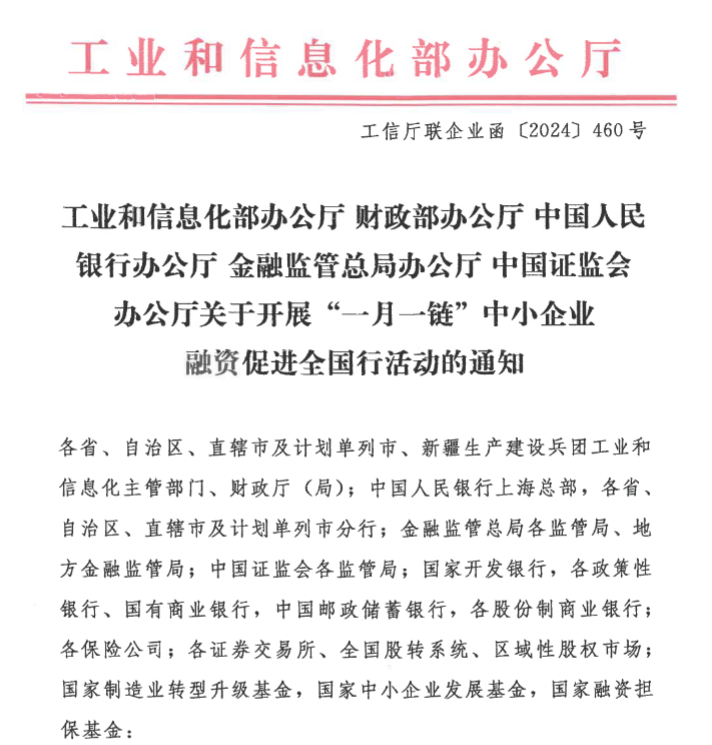 工业和信息化部办公厅
工信厅联企业函〔2024〕460号
工业和信息化部办公厅 财政部办公厅 中国人民
银行办公厅 金融监管总局办公厅 中国证监会
办公厅关于开展“一月一链”中小企业
融资促进全国行活动的通知
各省、自治区、直辖市及计划单列市、新疆生产建设兵团工业和
信息化主管部门、财政厅（局）；中国人民银行上海总部，各省、
自治区、直辖市及计划单列市分行；金融监管总局各监管局、地
方金融监管局；中国证监会各监管局；国家开发银行，各政策性
银行、国有商业银行，中国邮政储蓄银行，各股份制商业银行；
各保险公司；各证券交易所、全国股转系统、区域性股权市场；
国家制造业转型升级基金，国家中小企业发展基金，国家融资担
保基金：